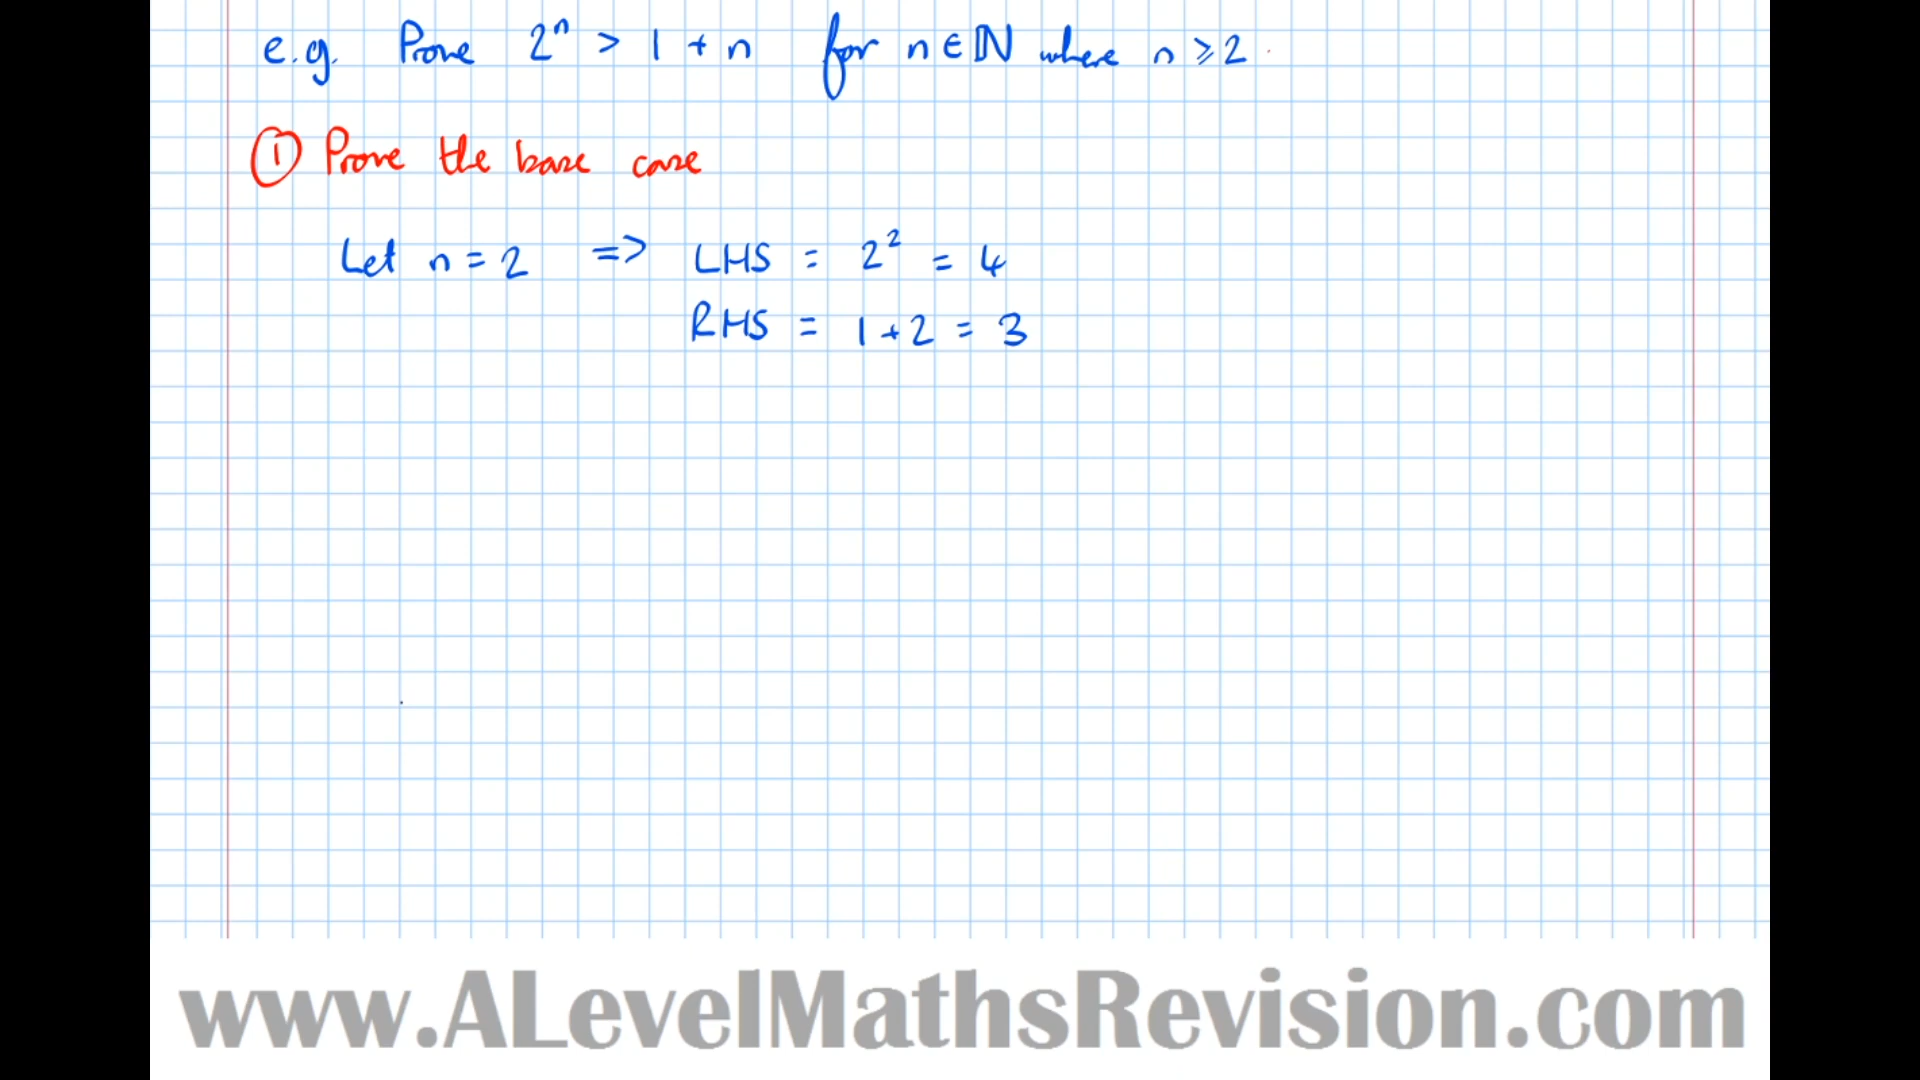 e.g. Prove 2ⁿ > 1 + n for n ∈ ℕ where n ⩾ 2.
① Prove the base case
Let n = 2 => LHS = 2² = 4
RHS = 1 + 2 = 3
www.ALevelMathsRevision.com